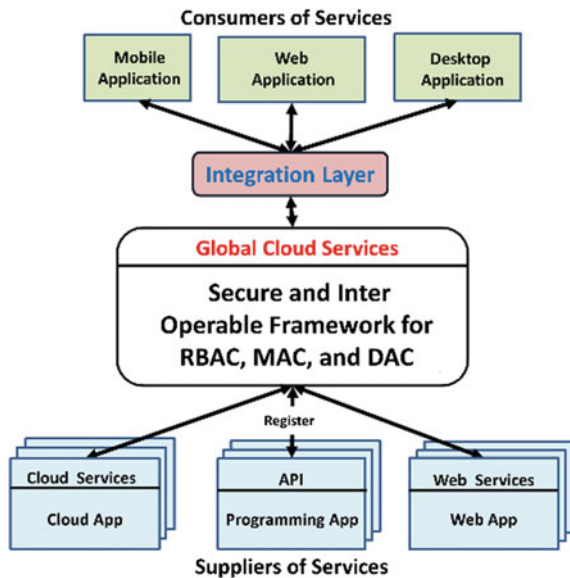 Consumers of Services
Mobile
Application
Web
Application
Desktop
Application
Integration Layer
Global Cloud Services
Secure and Inter
Operable Framework for
RBAC, MAC, and DAC
Register
Cloud Services
Cloud App
API
Programming App
Web Services
Web App
Suppliers of Services